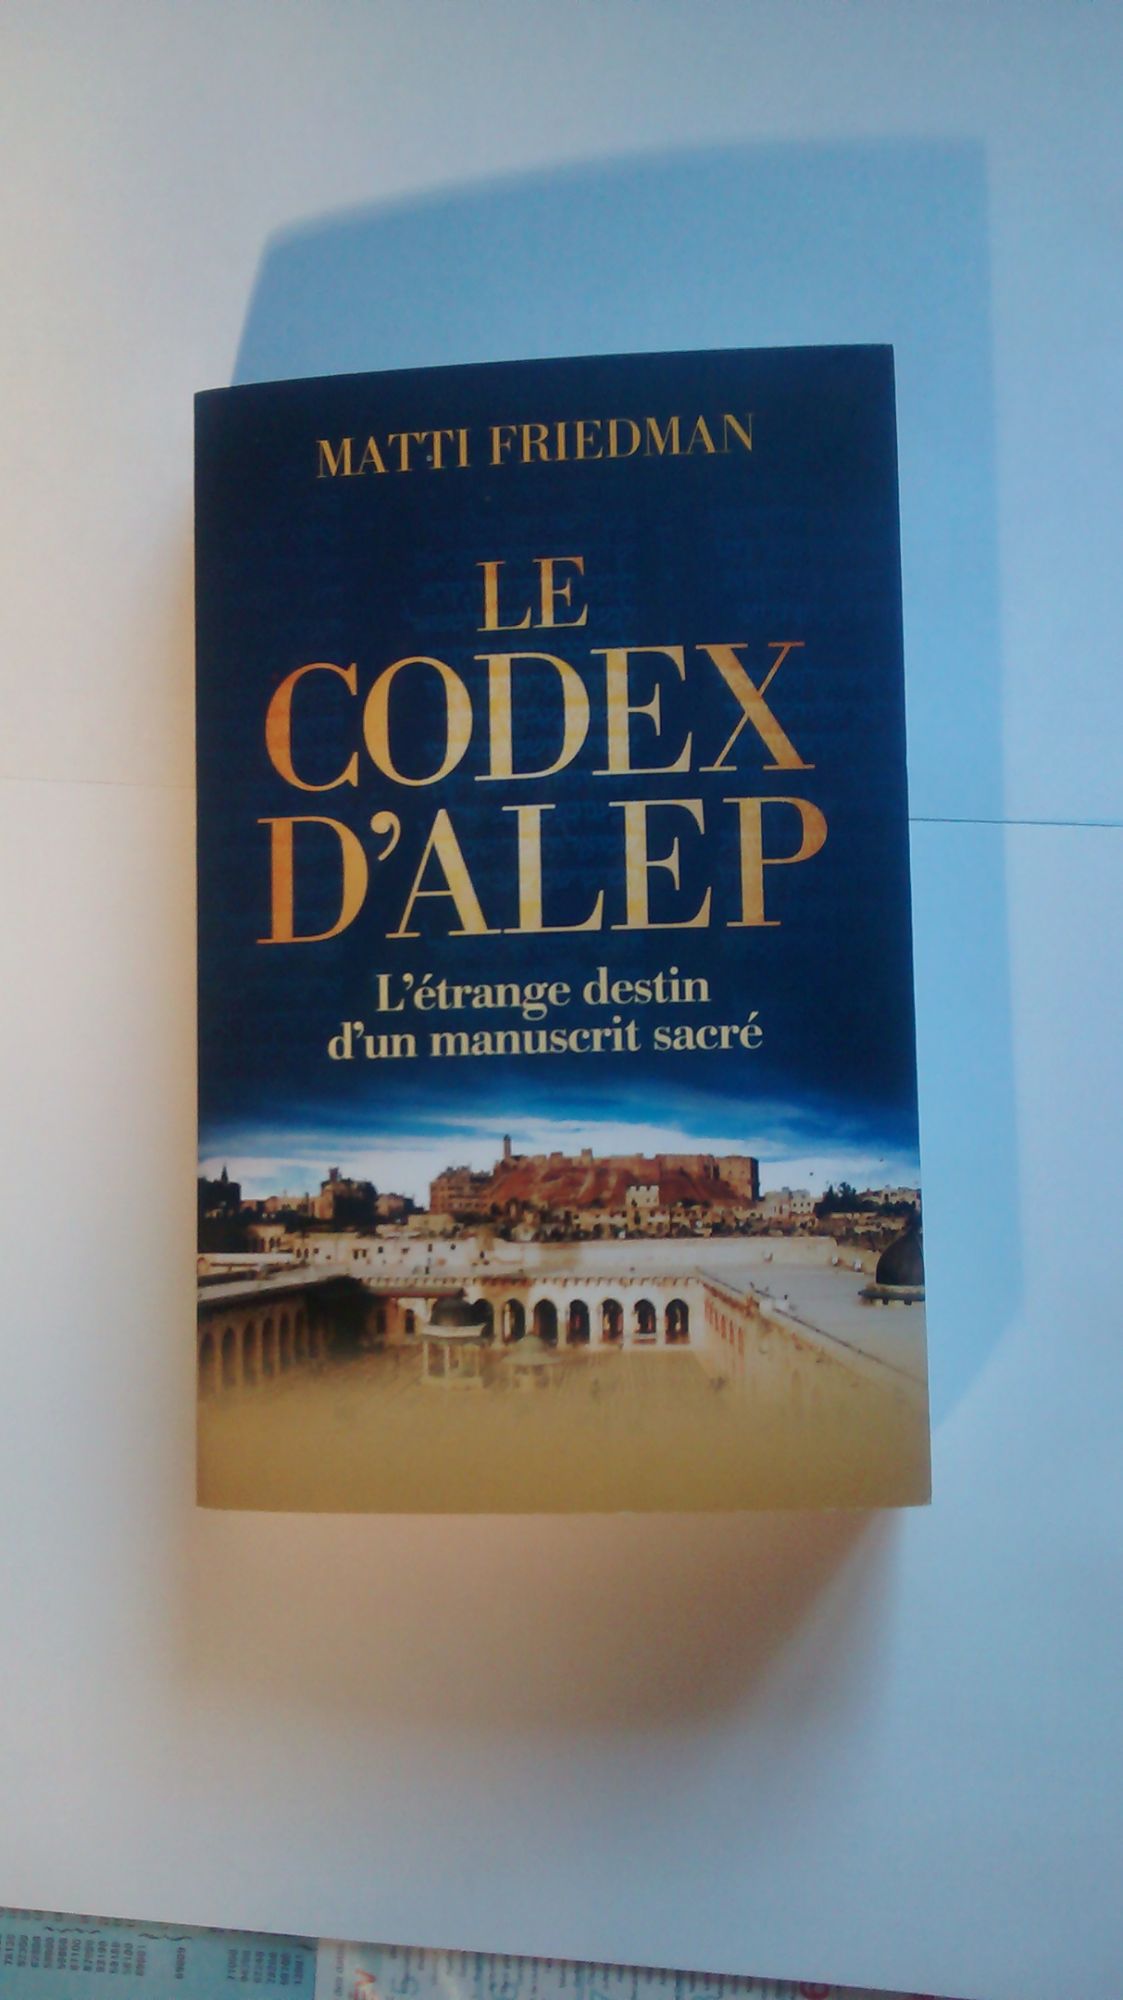 MATTI FRIEDMAN
LE
CODEX
D'ALEP
L'étrange destin
d'un manuscrit sacré